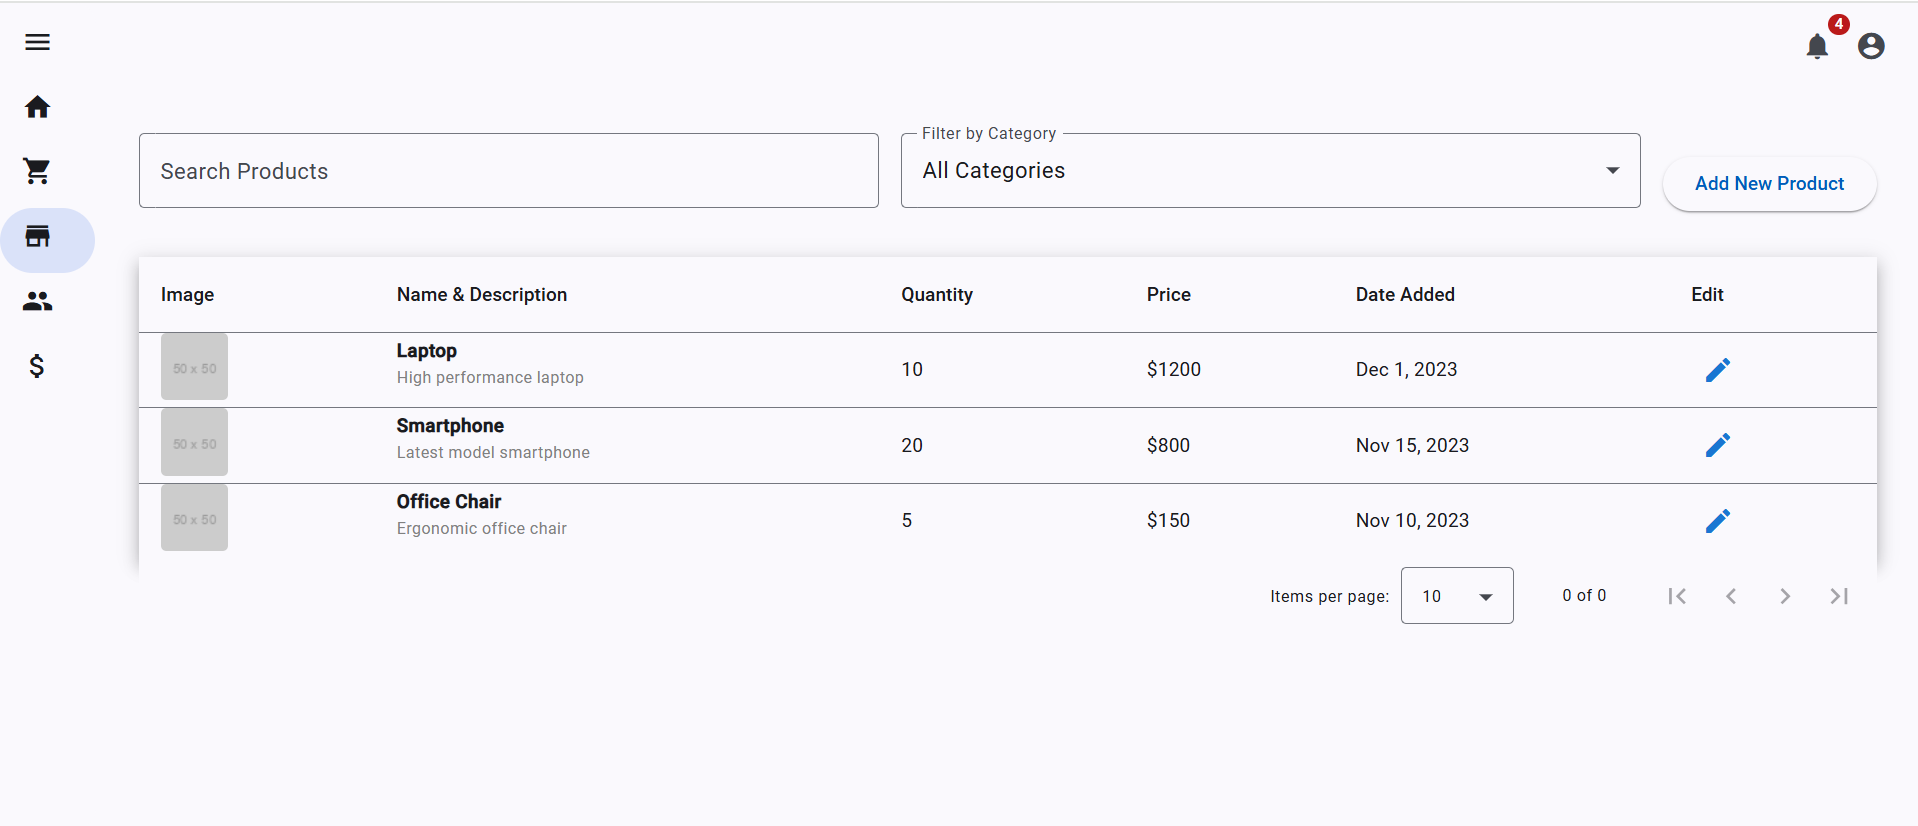 4
Filter by Category
Search Products
All Categories
Add New Product
Image Name & Description Quantity Price Date Added Edit
50 x 50
Laptop
High performance laptop
10 $1200 Dec 1, 2023
50 x 50
Smartphone
Latest model smartphone
20 $800 Nov 15, 2023
50 x 50
Office Chair
Ergonomic office chair
5 $150 Nov 10, 2023
Items per page: 10 0 of 0